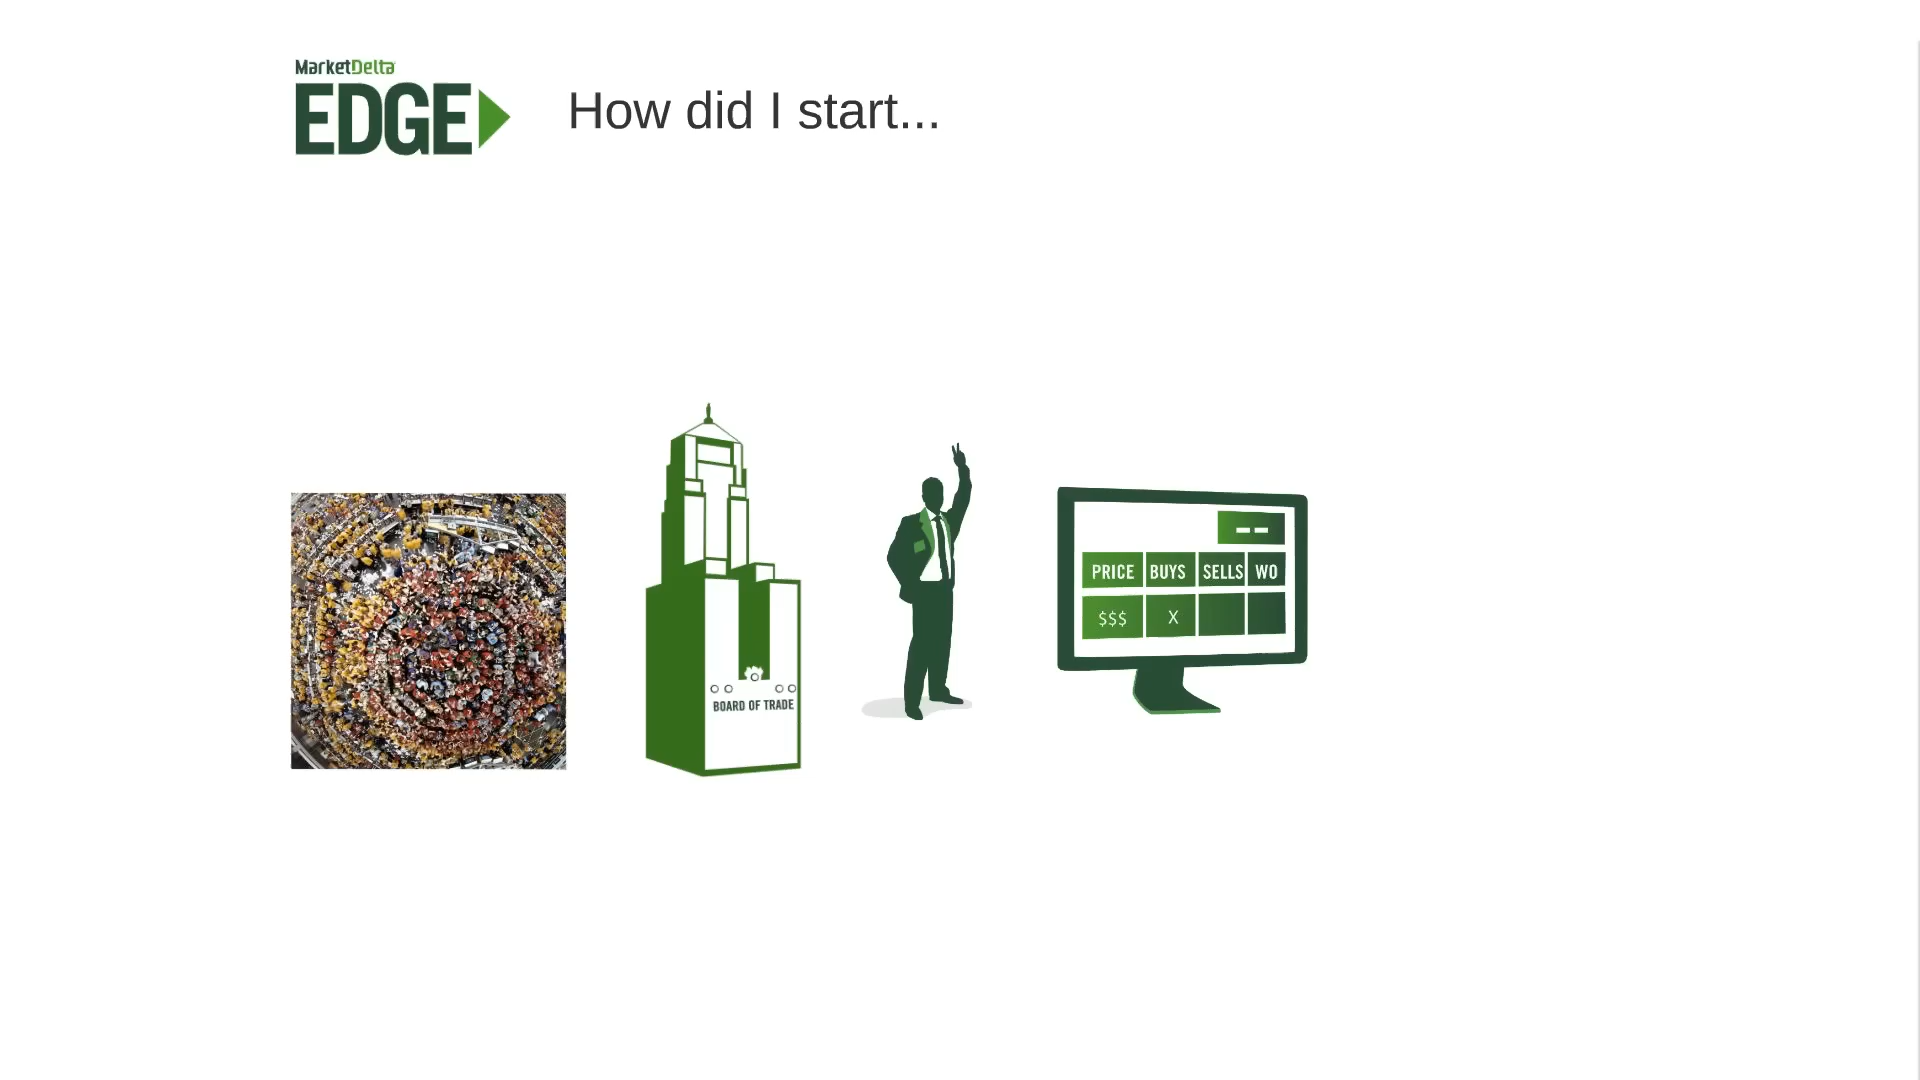 MarketDelta
EDGE
How did I start...
BOARD OF TRADE
PRICE BUYS SELLS WO
$$$ X